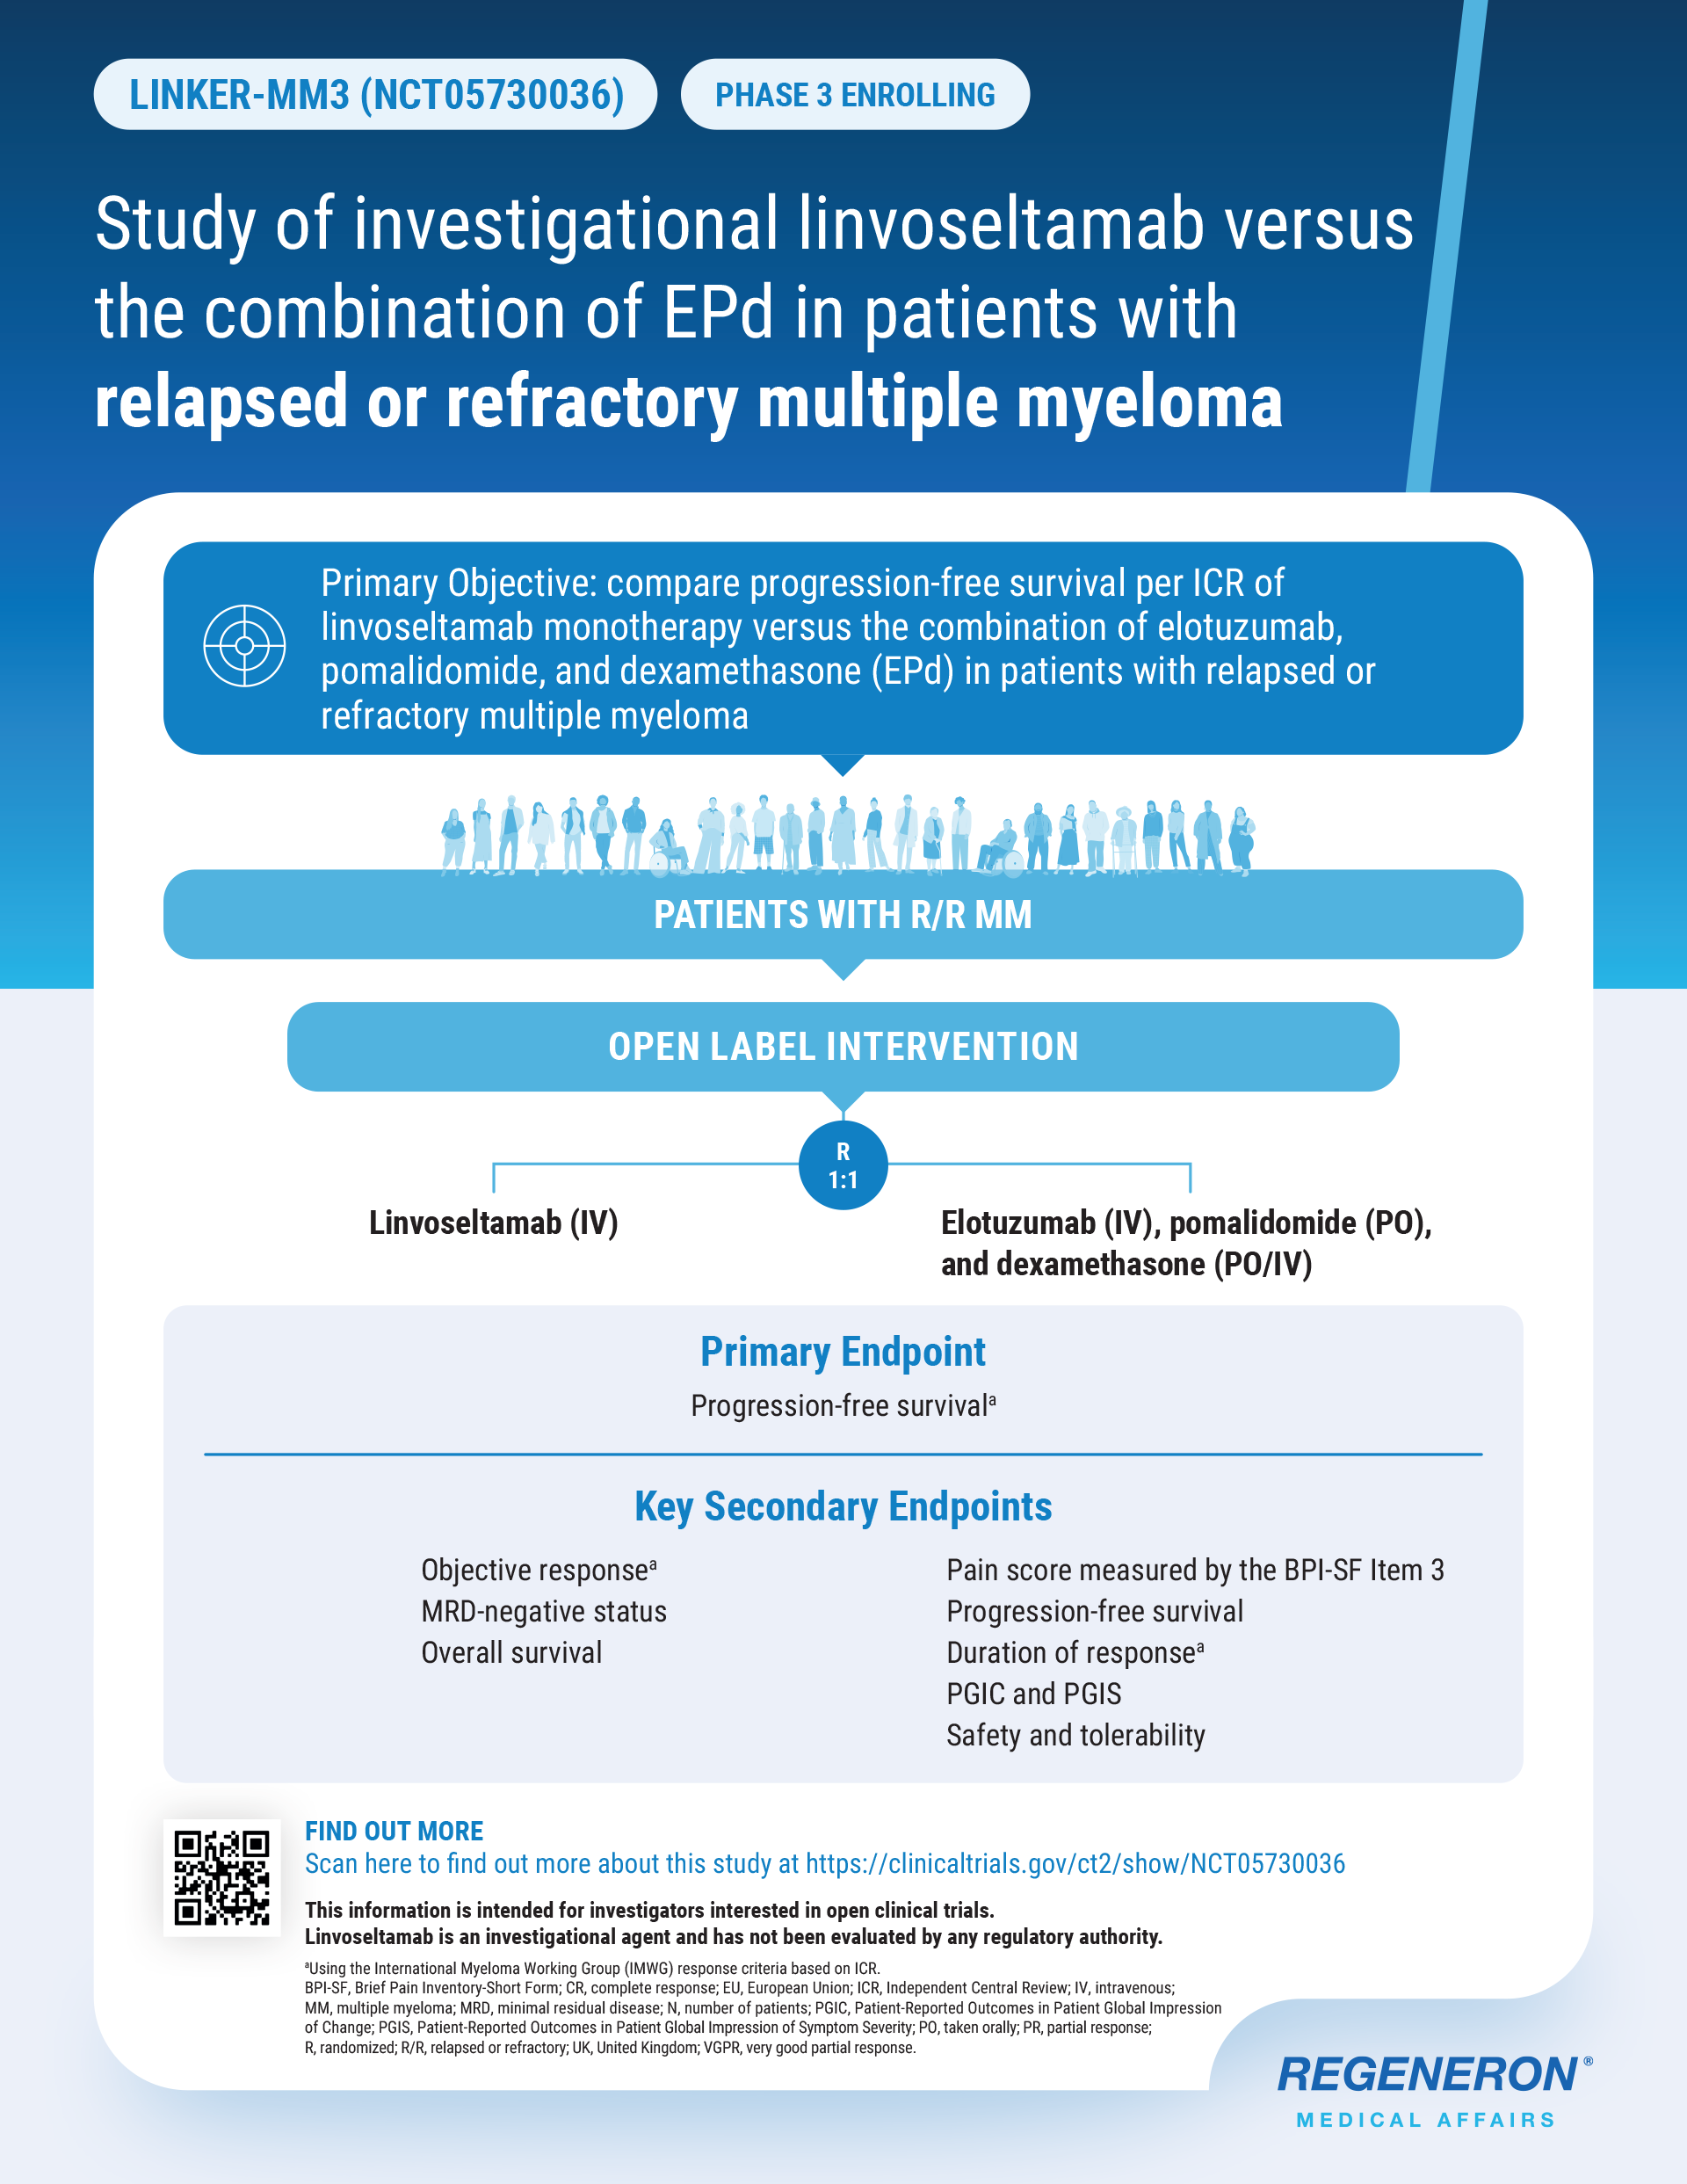 LINKER-MM3 (NCT05730036)
PHASE 3 ENROLLING
Study of investigational linvoseltamab versus
the combination of EPd in patients with
relapsed or refractory multiple myeloma
Primary Objective: compare progression-free survival per ICR of
linvoseltamab monotherapy versus the combination of elotuzumab,
pomalidomide, and dexamethasone (EPd) in patients with relapsed or
refractory multiple myeloma
PATIENTS WITH R/R MM
OPEN LABEL INTERVENTION
R
1:1
Linvoseltamab (IV)
Elotuzumab (IV), pomalidomide (PO),
and dexamethasone (PO/IV)
Primary Endpoint
Progression-free survivalᵃ
Key Secondary Endpoints
Objective responseᵃ
MRD-negative status
Overall survival
Pain score measured by the BPI-SF Item 3
Progression-free survival
Duration of responseᵃ
PGIC and PGIS
Safety and tolerability
FIND OUT MORE
Scan here to find out more about this study at https://clinicaltrials.gov/ct2/show/NCT05730036
This information is intended for investigators interested in open clinical trials.
Linvoseltamab is an investigational agent and has not been evaluated by any regulatory authority.
ᵃUsing the International Myeloma Working Group (IMWG) response criteria based on ICR.
BPI-SF, Brief Pain Inventory-Short Form; CR, complete response; EU, European Union; ICR, Independent Central Review; IV, intravenous;
MM, multiple myeloma; MRD, minimal residual disease; N, number of patients; PGIC, Patient-Reported Outcomes in Patient Global Impression
of Change; PGIS, Patient-Reported Outcomes in Patient Global Impression of Symptom Severity; PO, taken orally; PR, partial response;
R, randomized; R/R, relapsed or refractory; UK, United Kingdom; VGPR, very good partial response.
REGENERON®
MEDICAL AFFAIRS